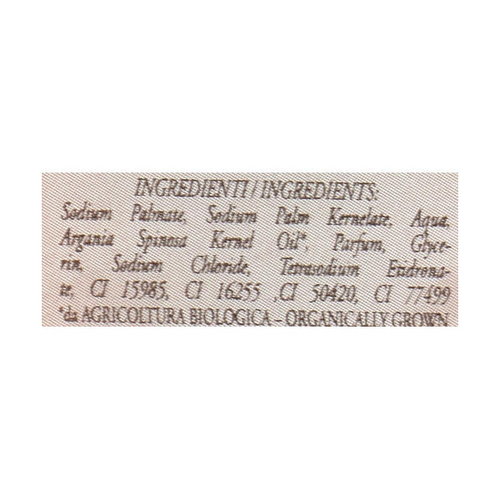 INGREDIENTI / INGREDIENTS:
Sodium Palmate, Sodium Palm Kernelate, Aqua,
Argania Spinosa Kernel Oil*, Parfum, Glyce-
rin, Sodium Chloride, Tetrasodium Etidrona-
te, CI 15985, CI 16255 ,CI 50420, CI 77499
*da AGRICOLTURA BIOLOGICA – ORGANICALLY GROWN